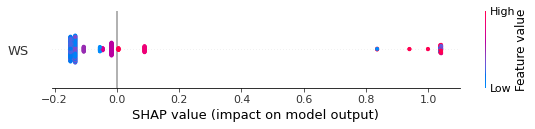 High
WS
Feature value
Low
−0.2 0.0 0.2 0.4 0.6 0.8 1.0
SHAP value (impact on model output)